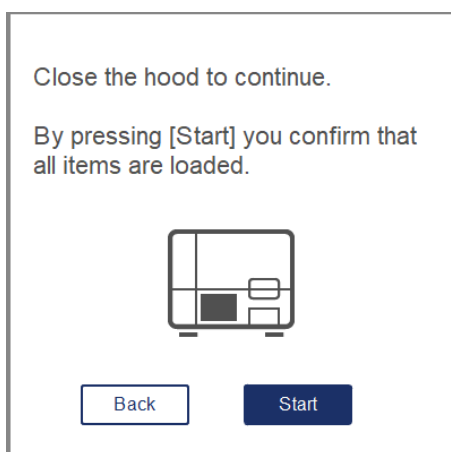 Close the hood to continue.
By pressing [Start] you confirm that
all items are loaded.
Back
Start